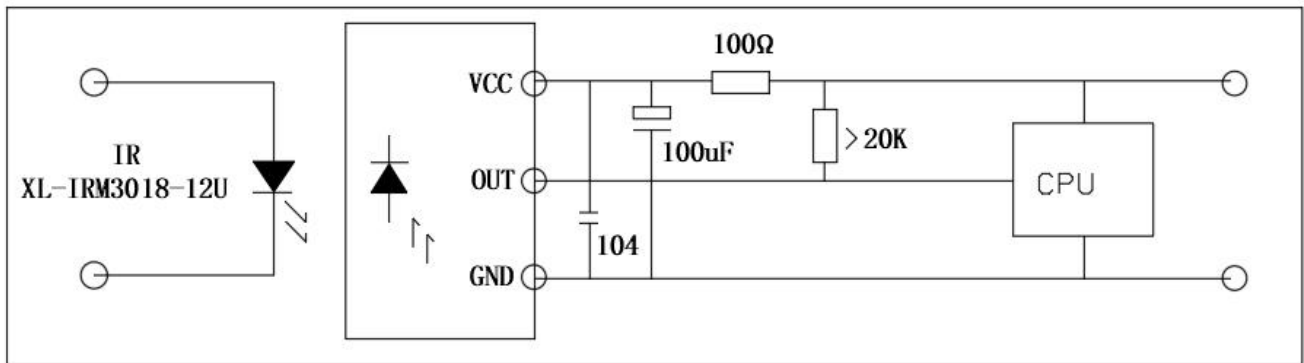 100Ω
VCC
>20K
100uF
IR
XL-IRM3018-12U
OUT
CPU
104
GND